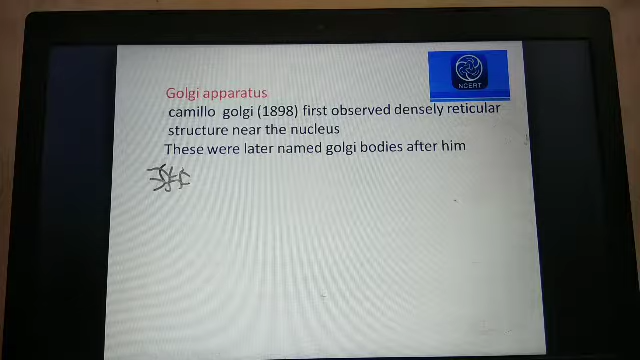 Golgi apparatus
NCERT
camillo golgi (1898) first observed densely reticular
structure near the nucleus
These were later named golgi bodies after him